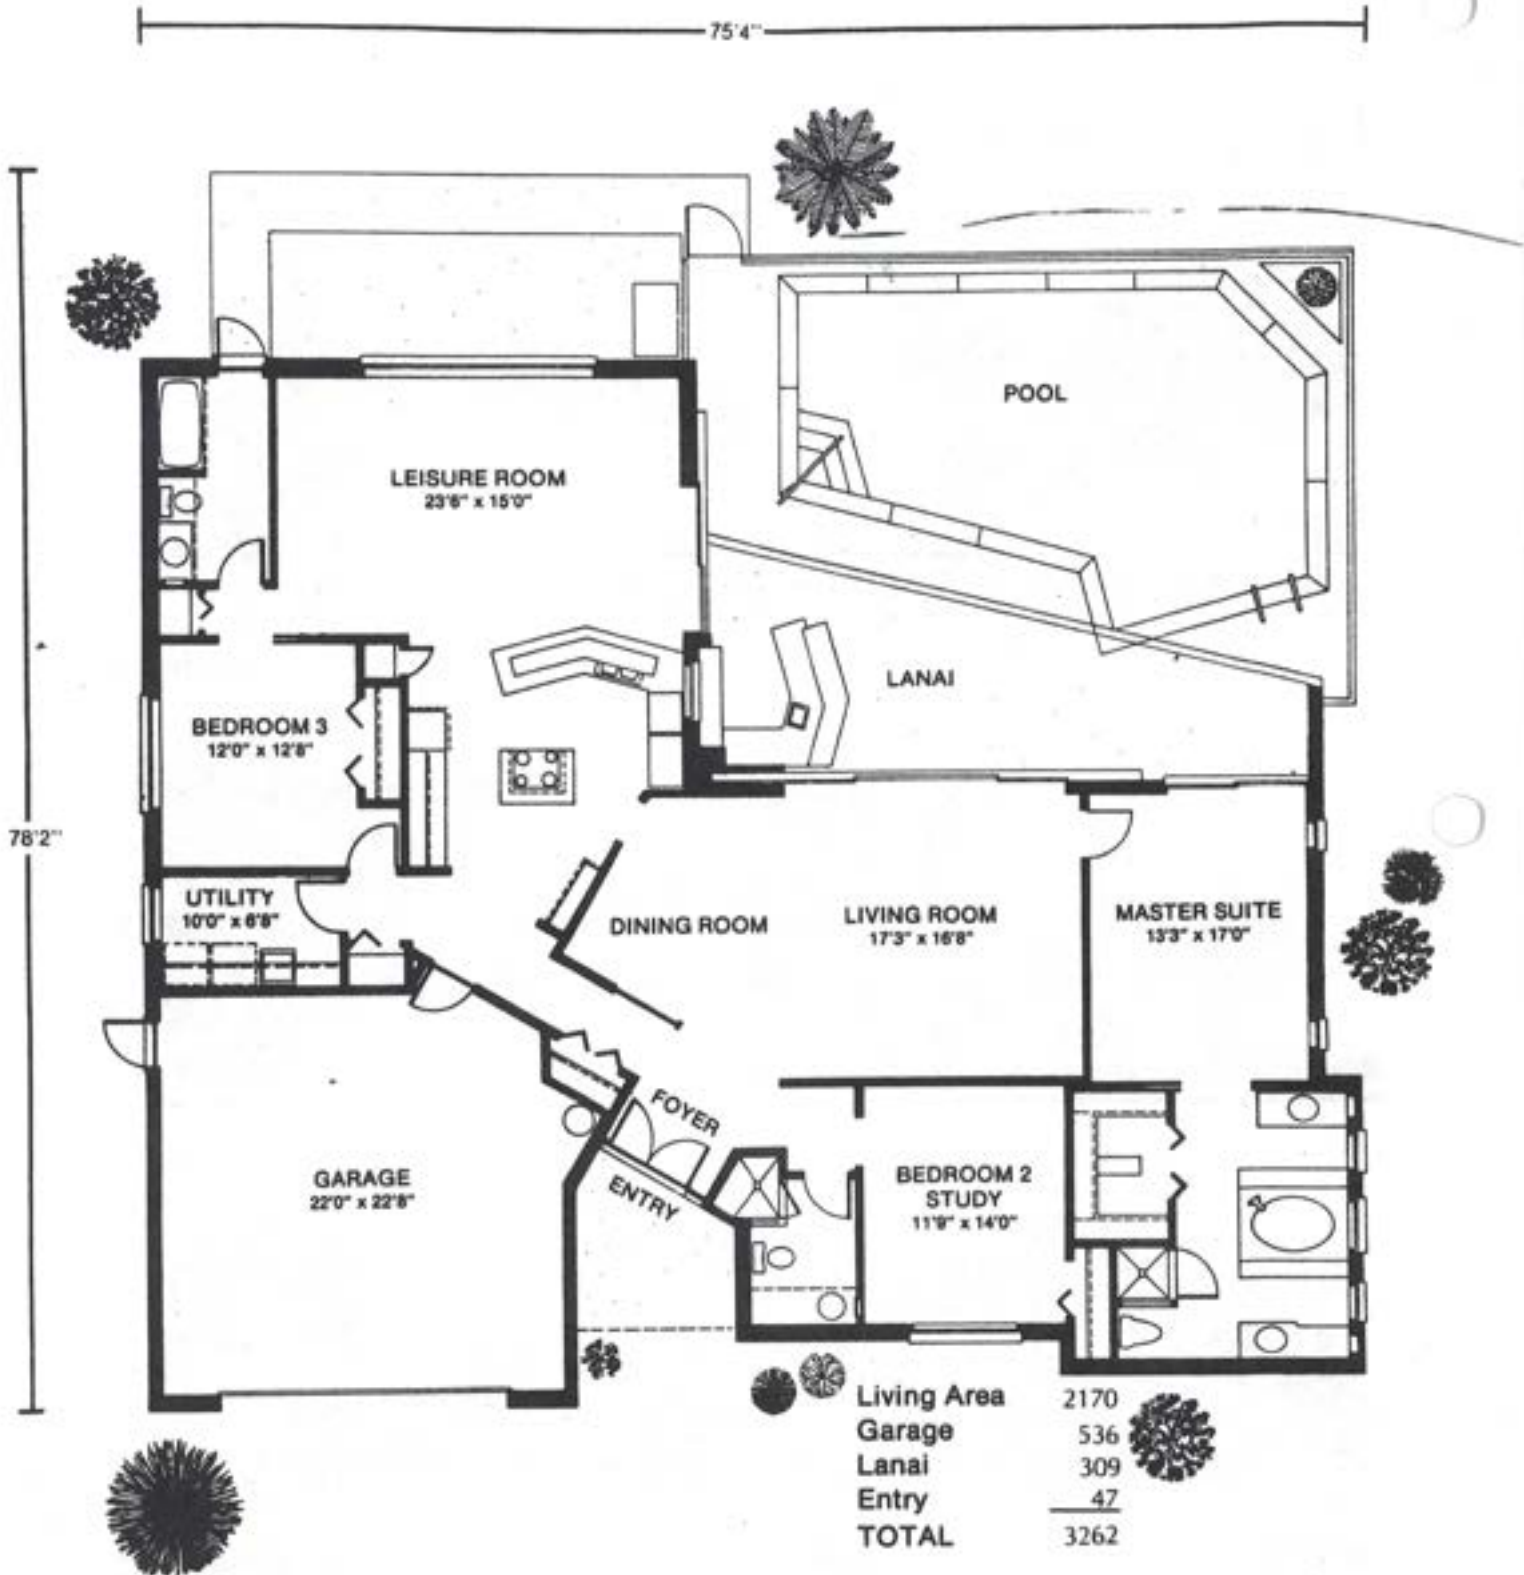 75'4"
POOL
LEISURE ROOM
23'6" x 15'0"
LANAI
BEDROOM 3
12'0" x 12'8"
78'2"
UTILITY
10'0" x 6'8"
DINING ROOM
LIVING ROOM
17'3" x 16'8"
MASTER SUITE
13'3" x 17'0"
FOYER
ENTRY
GARAGE
22'0" x 22'8"
BEDROOM 2
STUDY
11'9" x 14'0"
Living Area 2170
Garage 536
Lanai 309
Entry 47
TOTAL 3262